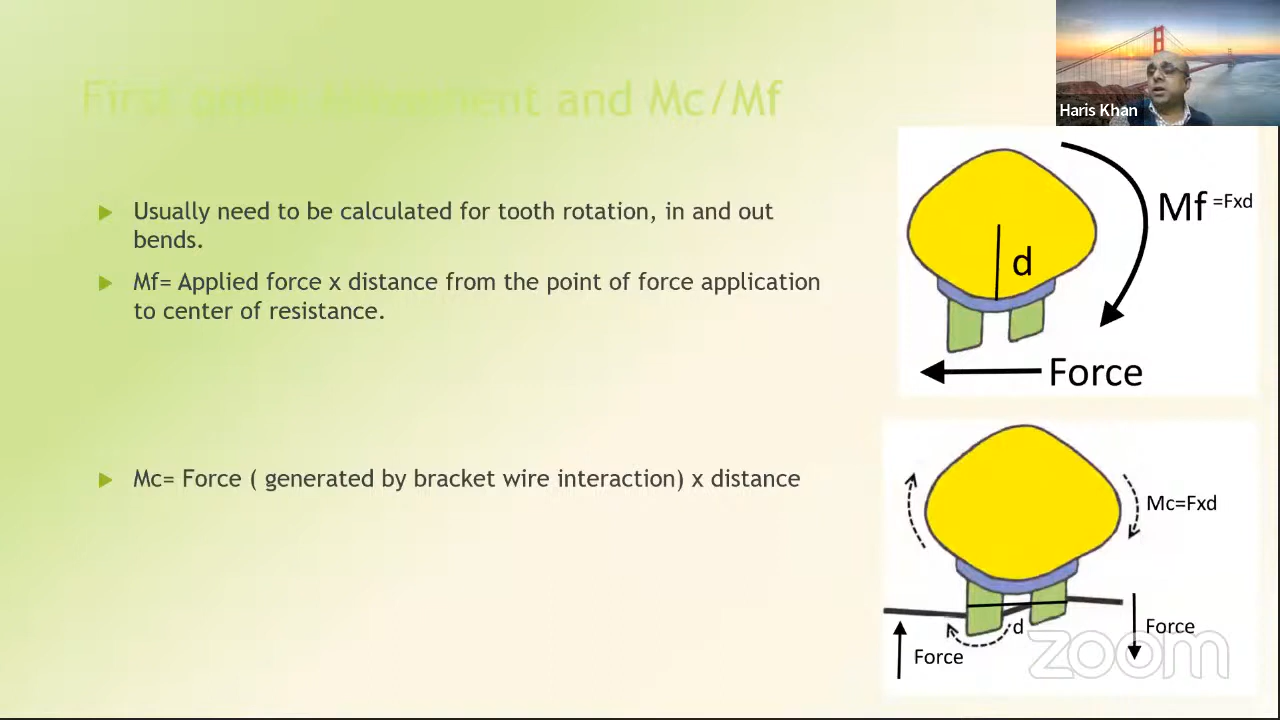 First order Movement and Mc/Mf
Haris Khan
Usually need to be calculated for tooth rotation, in and out
bends.
Mf= Applied force x distance from the point of force application
to center of resistance.
Mc= Force ( generated by bracket wire interaction) x distance
Mf =Fxd
d
Force
Mc=Fxd
d
Force
Force
zoom